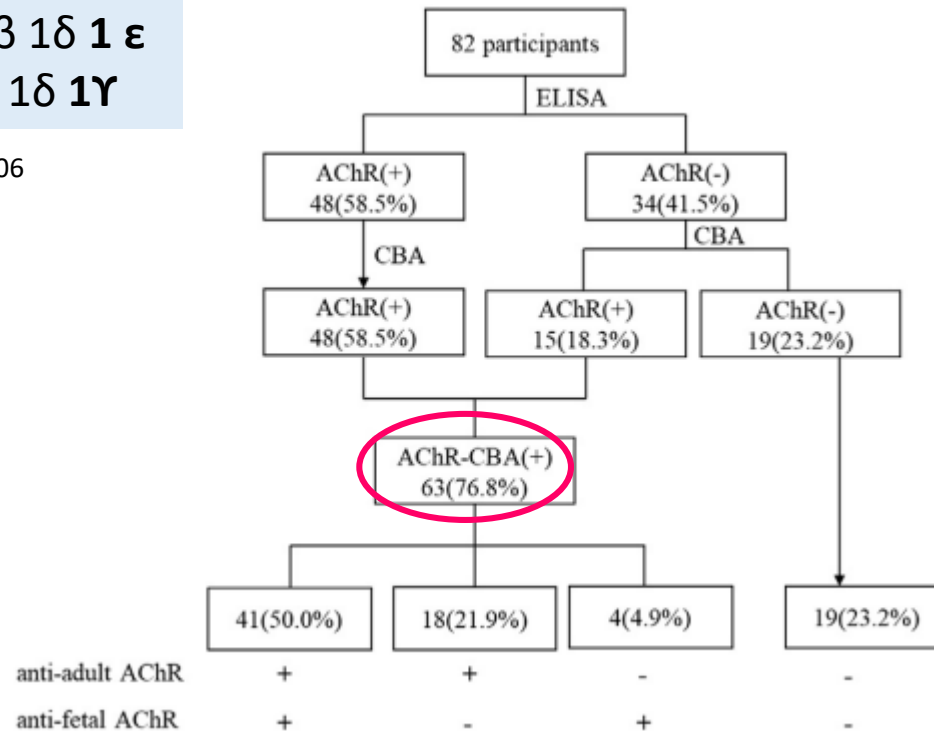 β 1δ 1 ε
1δ 1ϒ
06
82 participants
ELISA
AChR(+)
48(58.5%)
AChR(-)
34(41.5%)
CBA
CBA
AChR(+)
48(58.5%)
AChR(+)
15(18.3%)
AChR(-)
19(23.2%)
AChR-CBA(+)
63(76.8%)
41(50.0%) 18(21.9%) 4(4.9%) 19(23.2%)
anti-adult AChR + + - -
anti-fetal AChR + - + -